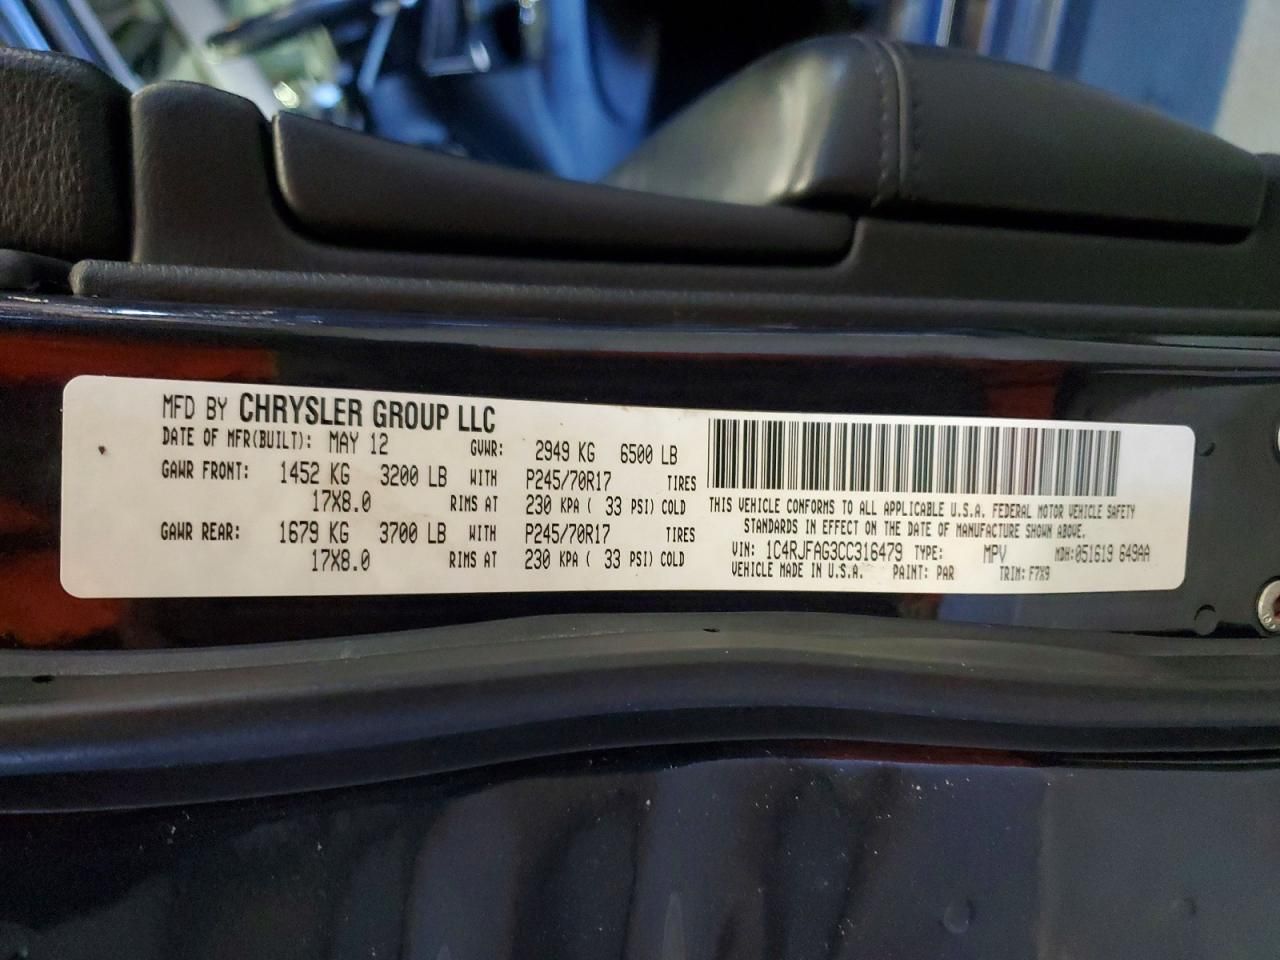 MFD BY CHRYSLER GROUP LLC
DATE OF MFR(BUILT): MAY 12 GVWR: 2949 KG 6500 LB
GAWR FRONT: 1452 KG 3200 LB WITH P245/70R17 TIRES
17X8.0 RIMS AT 230 KPA ( 33 PSI) COLD
GAWR REAR: 1679 KG 3700 LB WITH P245/70R17 TIRES
17X8.0 RIMS AT 230 KPA ( 33 PSI) COLD
THIS VEHICLE CONFORMS TO ALL APPLICABLE U.S.A. FEDERAL MOTOR VEHICLE SAFETY
STANDARDS IN EFFECT ON THE DATE OF MANUFACTURE SHOWN ABOVE.
VIN: 1C4RJFAG3CC316479 TYPE: MPV MDH:051619 649AA
VEHICLE MADE IN U.S.A. PAINT: PAR TRIM: F7X9